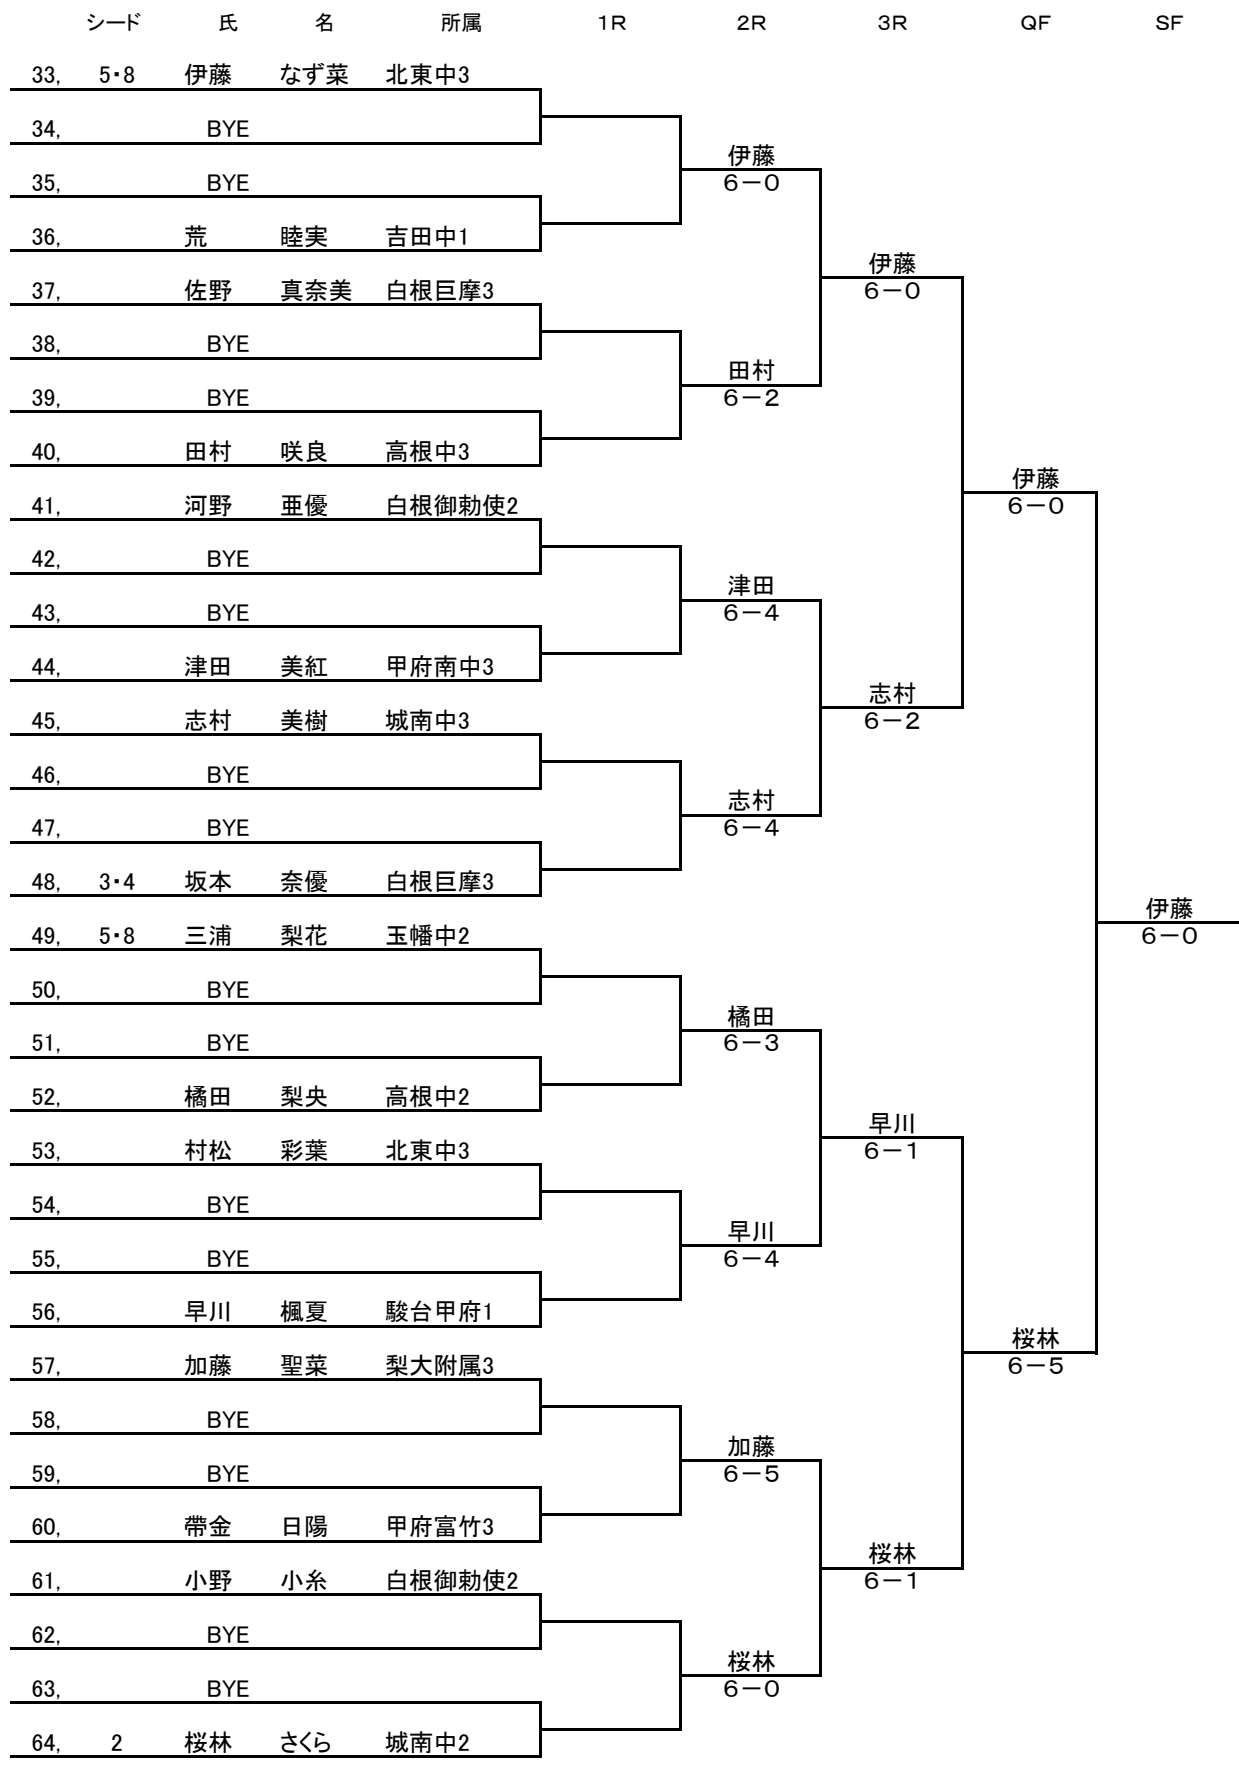 シード 氏 名 所属 1R 2R 3R QF SF
33, 5・8 伊藤 なず菜 北東中3
34, BYE
伊藤
35, BYE 6－0
36, 荒 睦実 吉田中1
伊藤
37, 佐野 真奈美 白根巨摩3 6－0
38, BYE
田村
39, BYE 6－2
40, 田村 咲良 高根中3
伊藤
41, 河野 亜優 白根御勅使2 6－0
42, BYE
津田
43, BYE 6－4
44, 津田 美紅 甲府南中3
志村
45, 志村 美樹 城南中3 6－2
46, BYE
志村
47, BYE 6－4
48, 3・4 坂本 奈優 白根巨摩3
伊藤
49, 5・8 三浦 梨花 玉幡中2 6－0
50, BYE
橘田
51, BYE 6－3
52, 橘田 梨央 高根中2
早川
53, 村松 彩葉 北東中3 6－1
54, BYE
早川
55, BYE 6－4
56, 早川 楓夏 駿台甲府1
桜林
57, 加藤 聖菜 梨大附属3 6－5
58, BYE
加藤
59, BYE 6－5
60, 帶金 日陽 甲府富竹3
桜林
61, 小野 小糸 白根御勅使2 6－1
62, BYE
桜林
63, BYE 6－0
64, 2 桜林 さくら 城南中2